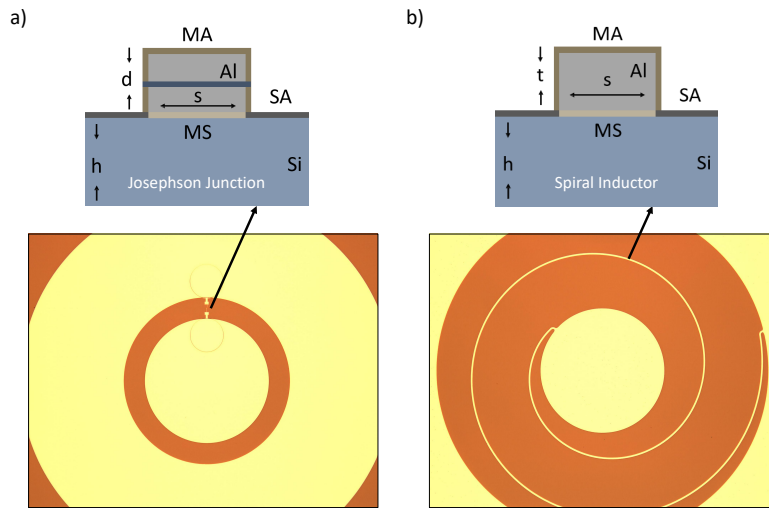 a)
MA
d
Al
s
SA
MS
h
Si
Josephson Junction
b)
MA
t
Al
s
SA
MS
h
Si
Spiral Inductor